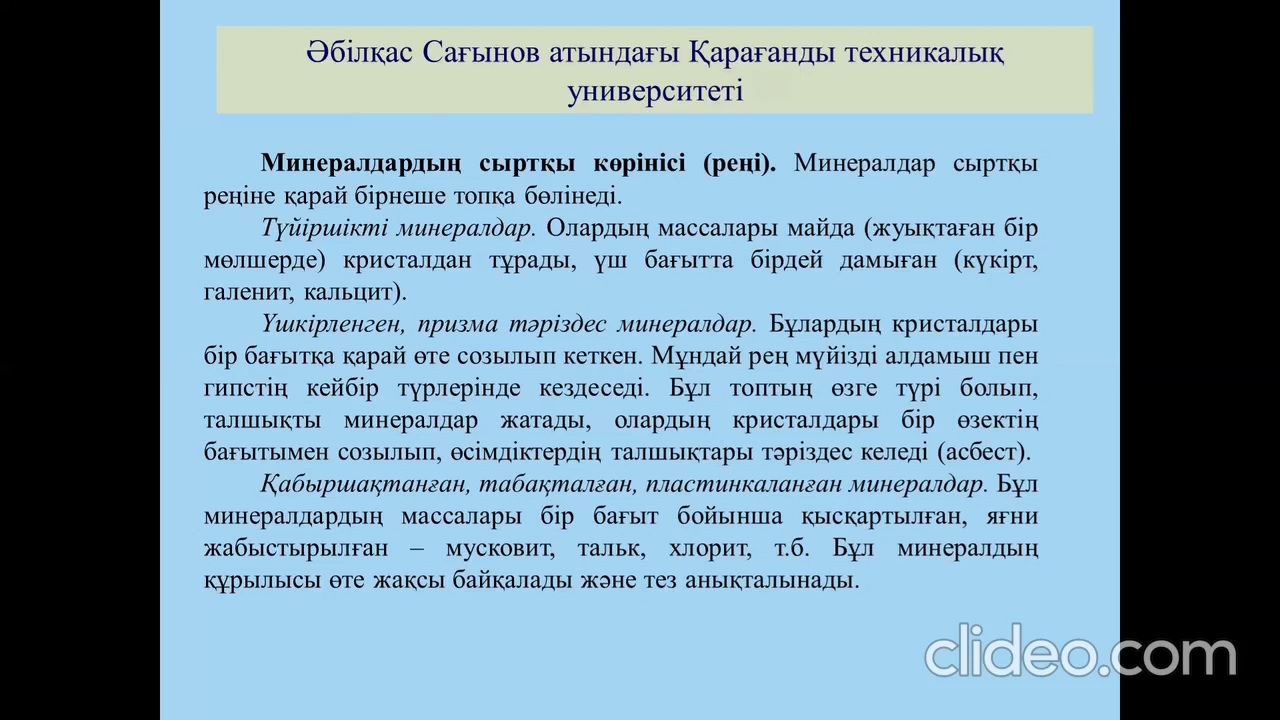 Әбілқас Сағынов атындағы Қарағанды техникалық
университеті
Минералдардың сыртқы көрінісі (реңі). Минералдар сыртқы
реңіне қарай бірнеше топқа бөлінеді.
Түйіршікті минералдар. Олардың массалары майда (жуықтаған бір
мөлшерде) кристалдан тұрады, үш бағытта бірдей дамыған (күкірт,
галенит, кальцит).
Үшкірленген, призма тәріздес минералдар. Бұлардың кристалдары
бір бағытқа қарай өте созылып кеткен. Мұндай рең мүйізді алдамыш пен
гипстің кейбір түрлерінде кездеседі. Бұл топтың өзге түрі болып,
талшықты минералдар жатады, олардың кристалдары бір өзектің
бағытымен созылып, өсімдіктердің талшықтары тәріздес келеді (асбест).
Қабыршақтанған, табақталған, пластинкаланған минералдар. Бұл
минералдардың массалары бір бағыт бойынша қысқартылған, яғни
жабыстырылған – мусковит, тальк, хлорит, т.б. Бұл минералдың
құрылысы өте жақсы байқалады және тез анықталынады.
clideo.com